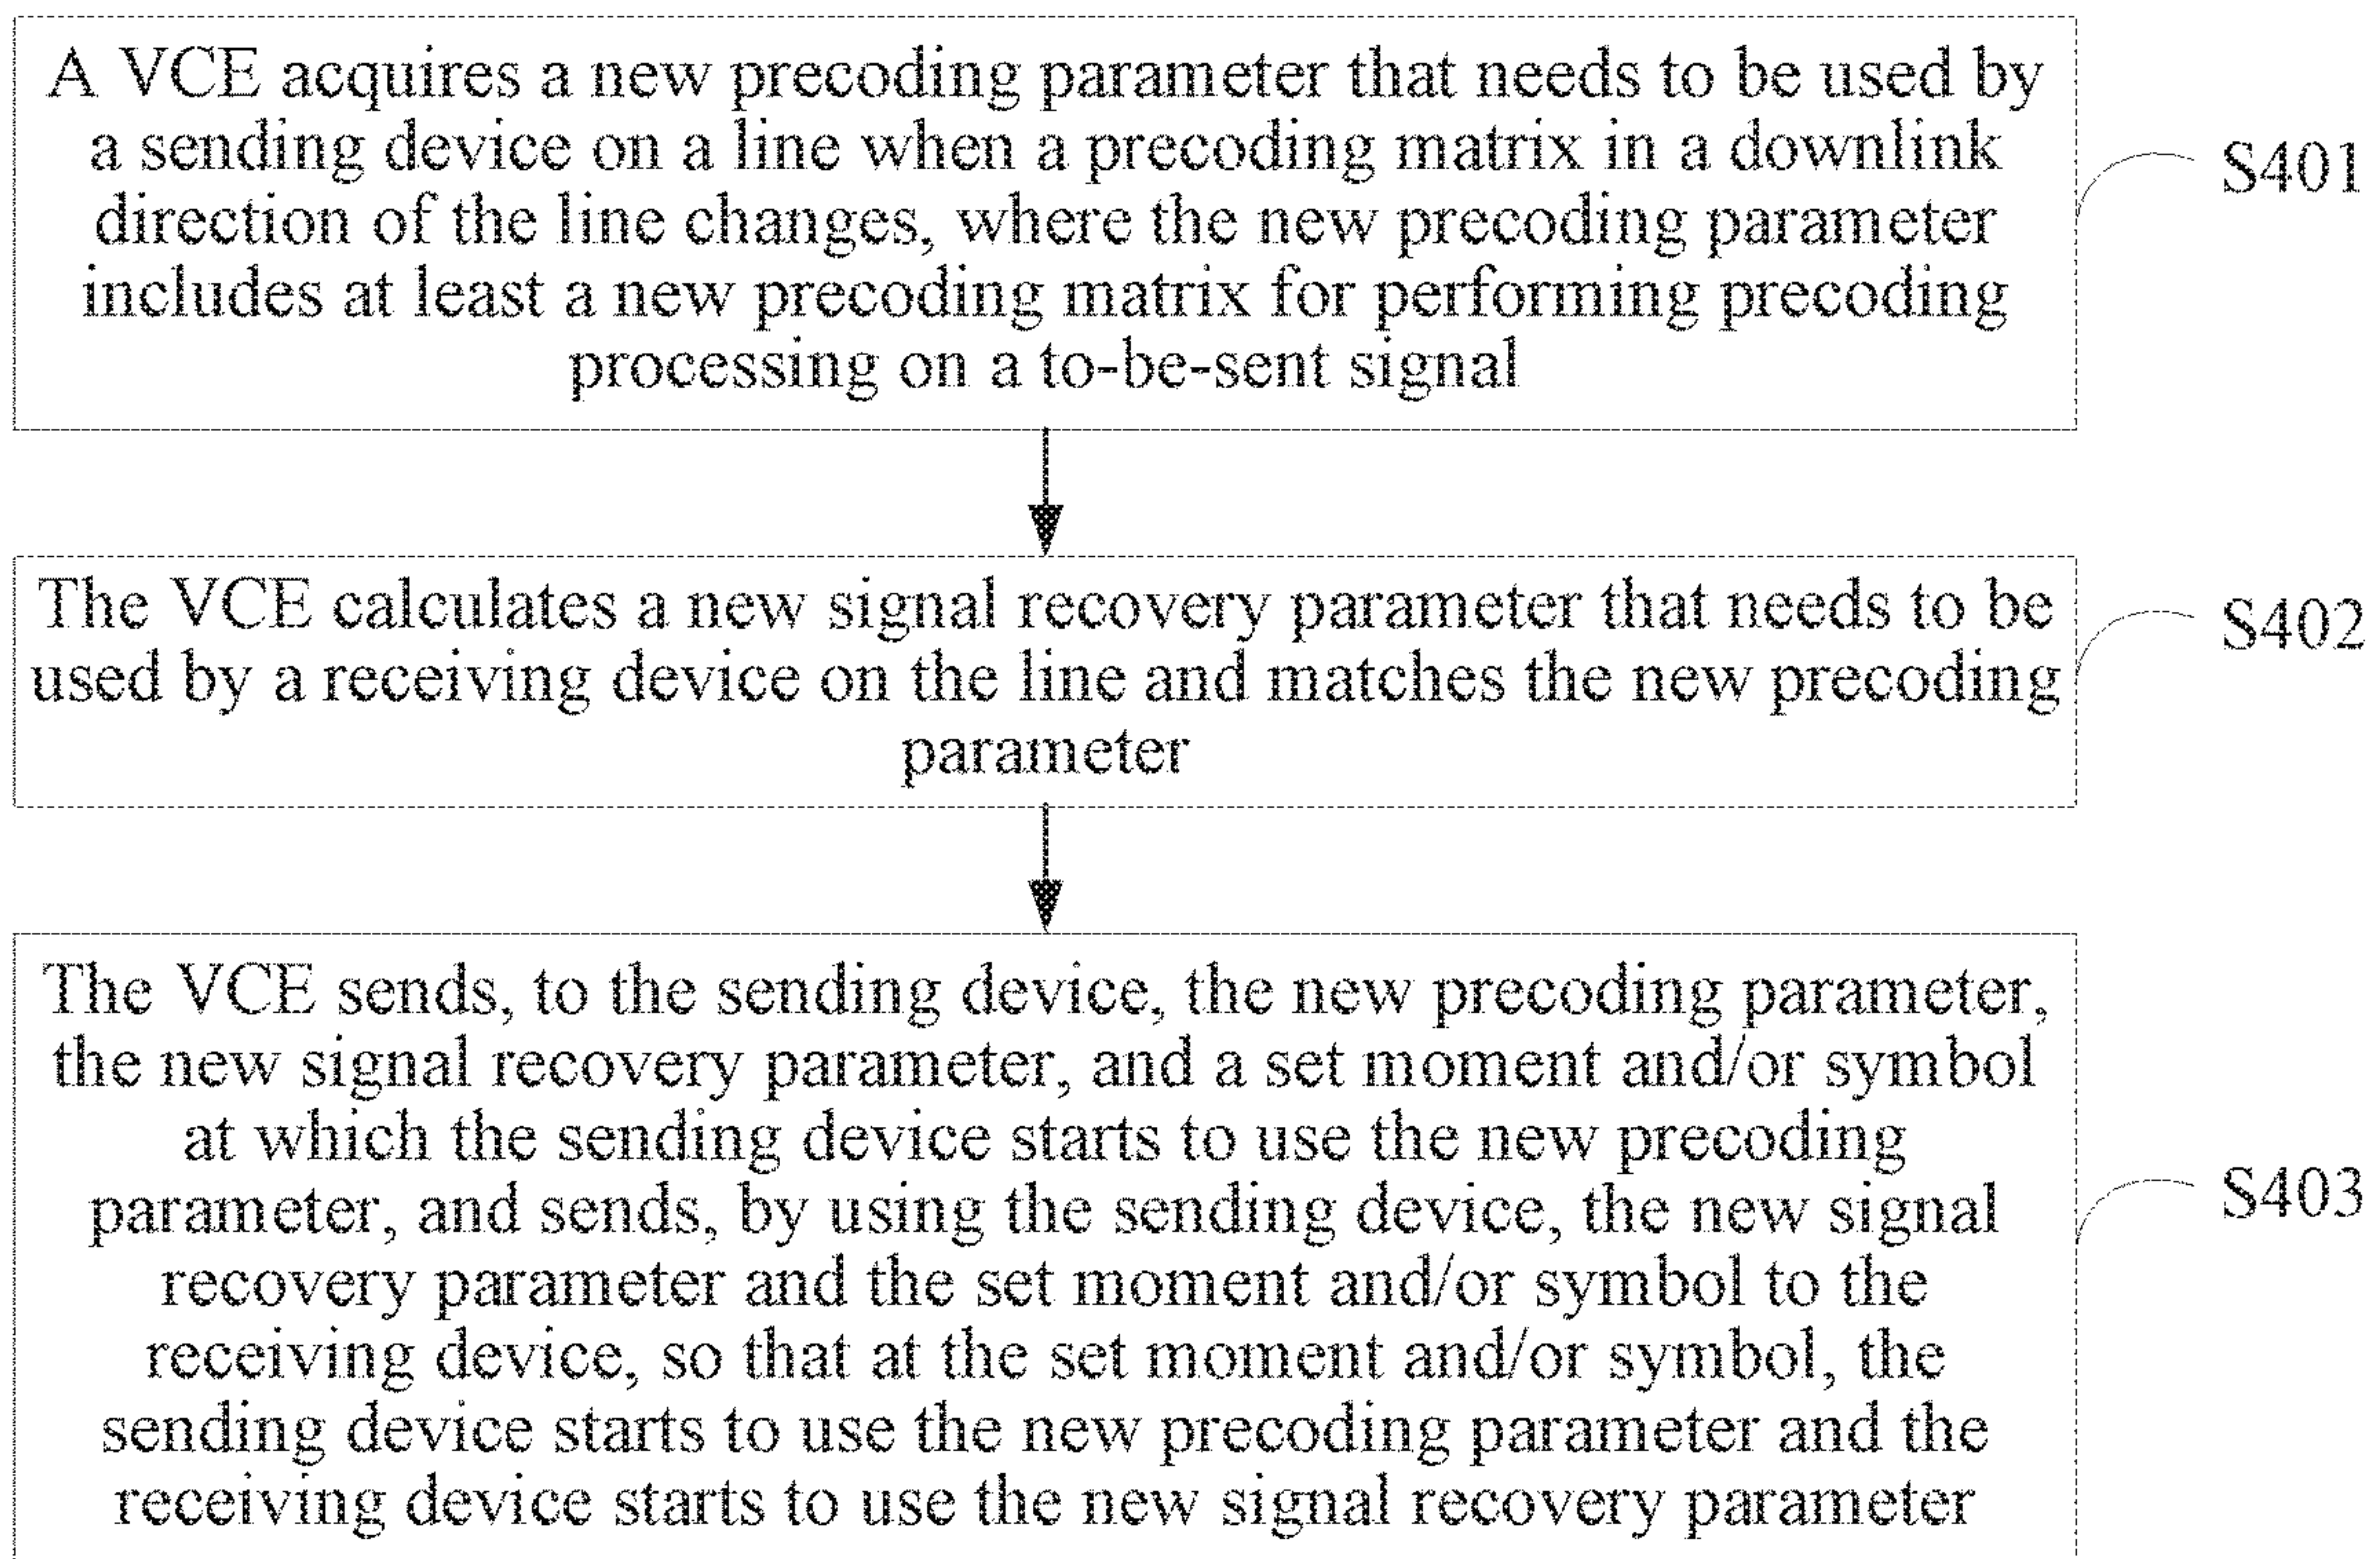 A VCE acquires a new precoding parameter that needs to be used by
a sending device on a line when a precoding matrix in a downlink
direction of the line changes, where the new precoding parameter
includes at least a new precoding matrix for performing precoding
processing on a to-be-sent signal
S401
The VCE calculates a new signal recovery parameter that needs to be
used by a receiving device on the line and matches the new precoding
parameter
S402
The VCE sends, to the sending device, the new precoding parameter,
the new signal recovery parameter, and a set moment and/or symbol
at which the sending device starts to use the new precoding
parameter, and sends, by using the sending device, the new signal
recovery parameter and the set moment and/or symbol to the
receiving device, so that at the set moment and/or symbol, the
sending device starts to use the new precoding parameter and the
receiving device starts to use the new signal recovery parameter
S403